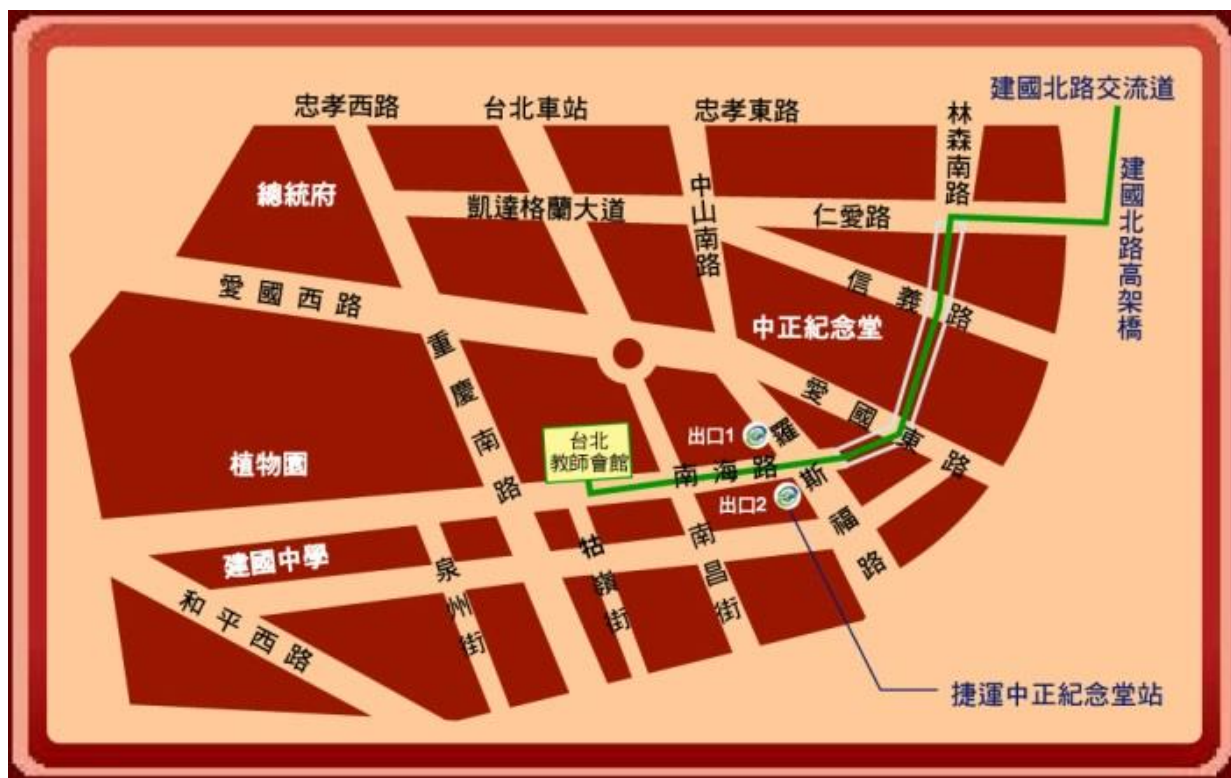 建國北路交流道
忠孝西路
台北車站
忠孝東路
林森南路
建國北路高架橋
總統府
凱達格蘭大道
中山南路
仁愛路
信義路
愛國西路
中正紀念堂
重慶南路
愛國東路
台北
教師會館
出口1
羅斯福路
植物園
南海路
出口2
建國中學
泉州街
牯嶺街
南昌街
和平西路
捷運中正紀念堂站